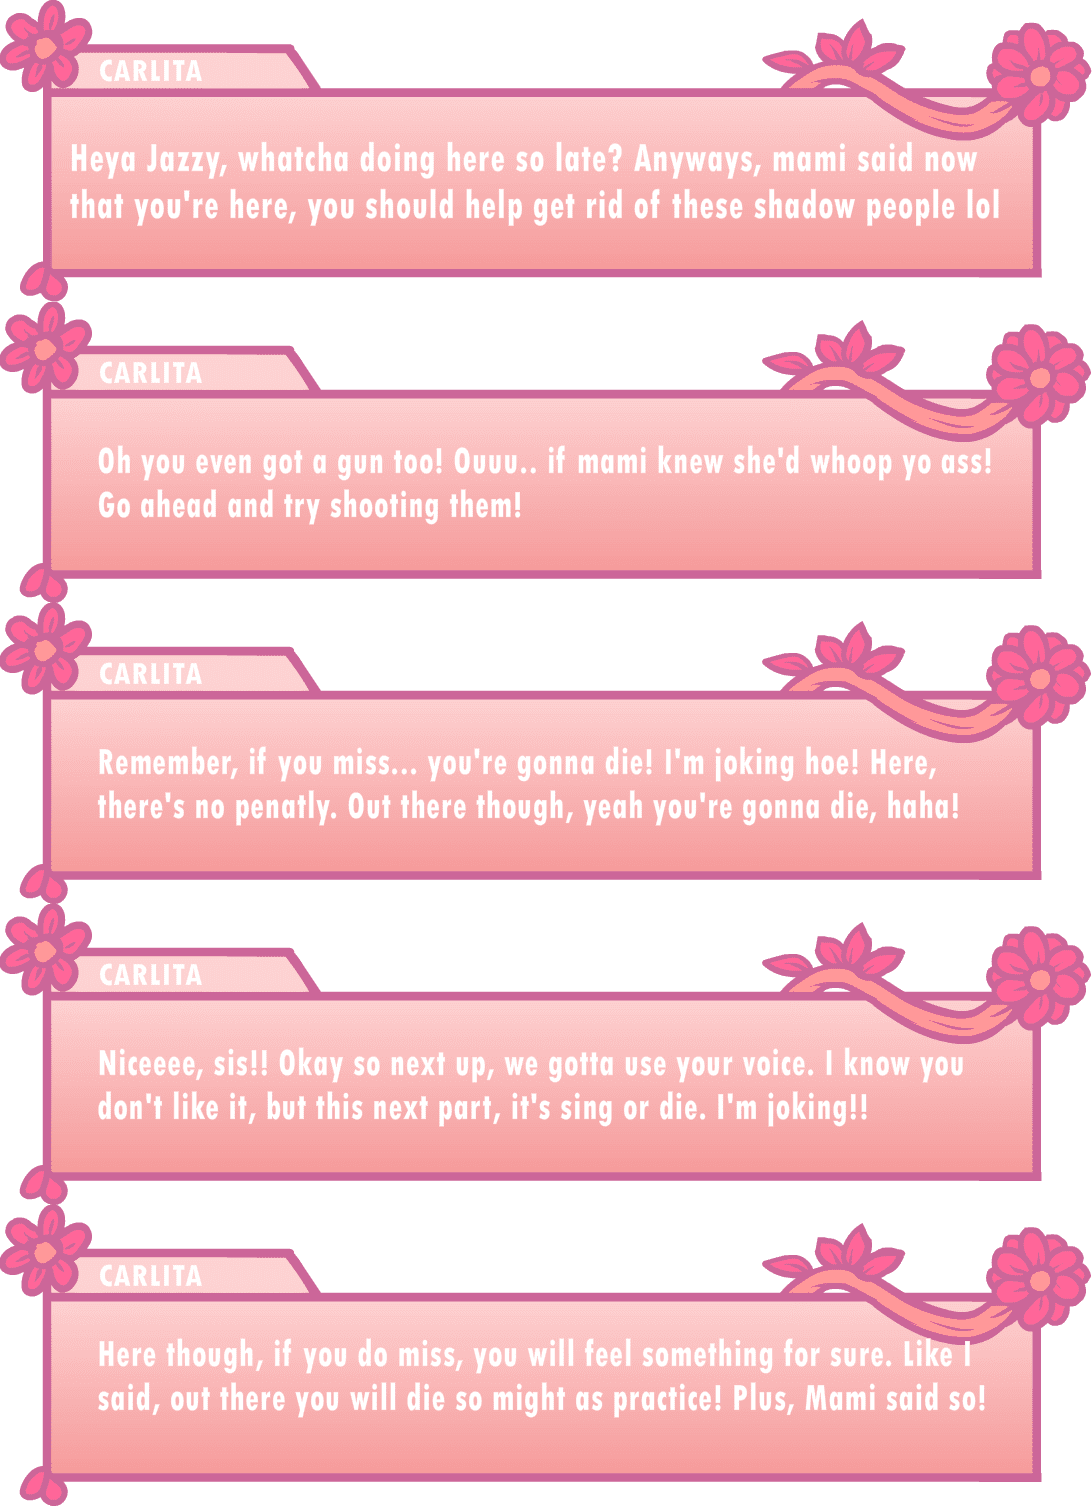 CARLITA
Heya Jazzy, whatcha doing here so late? Anyways, mami said now
that you're here, you should help get rid of these shadow people lol
CARLITA
Oh you even got a gun too! Ouuu.. if mami knew she'd whoop yo ass!
Go ahead and try shooting them!
CARLITA
Remember, if you miss... you're gonna die! I'm joking hoe! Here,
there's no penatly. Out there though, yeah you're gonna die, haha!
CARLITA
Niceeee, sis!! Okay so next up, we gotta use your voice. I know you
don't like it, but this next part, it's sing or die. I'm joking!!
CARLITA
Here though, if you do miss, you will feel something for sure. Like I
said, out there you will die so might as practice! Plus, Mami said so!